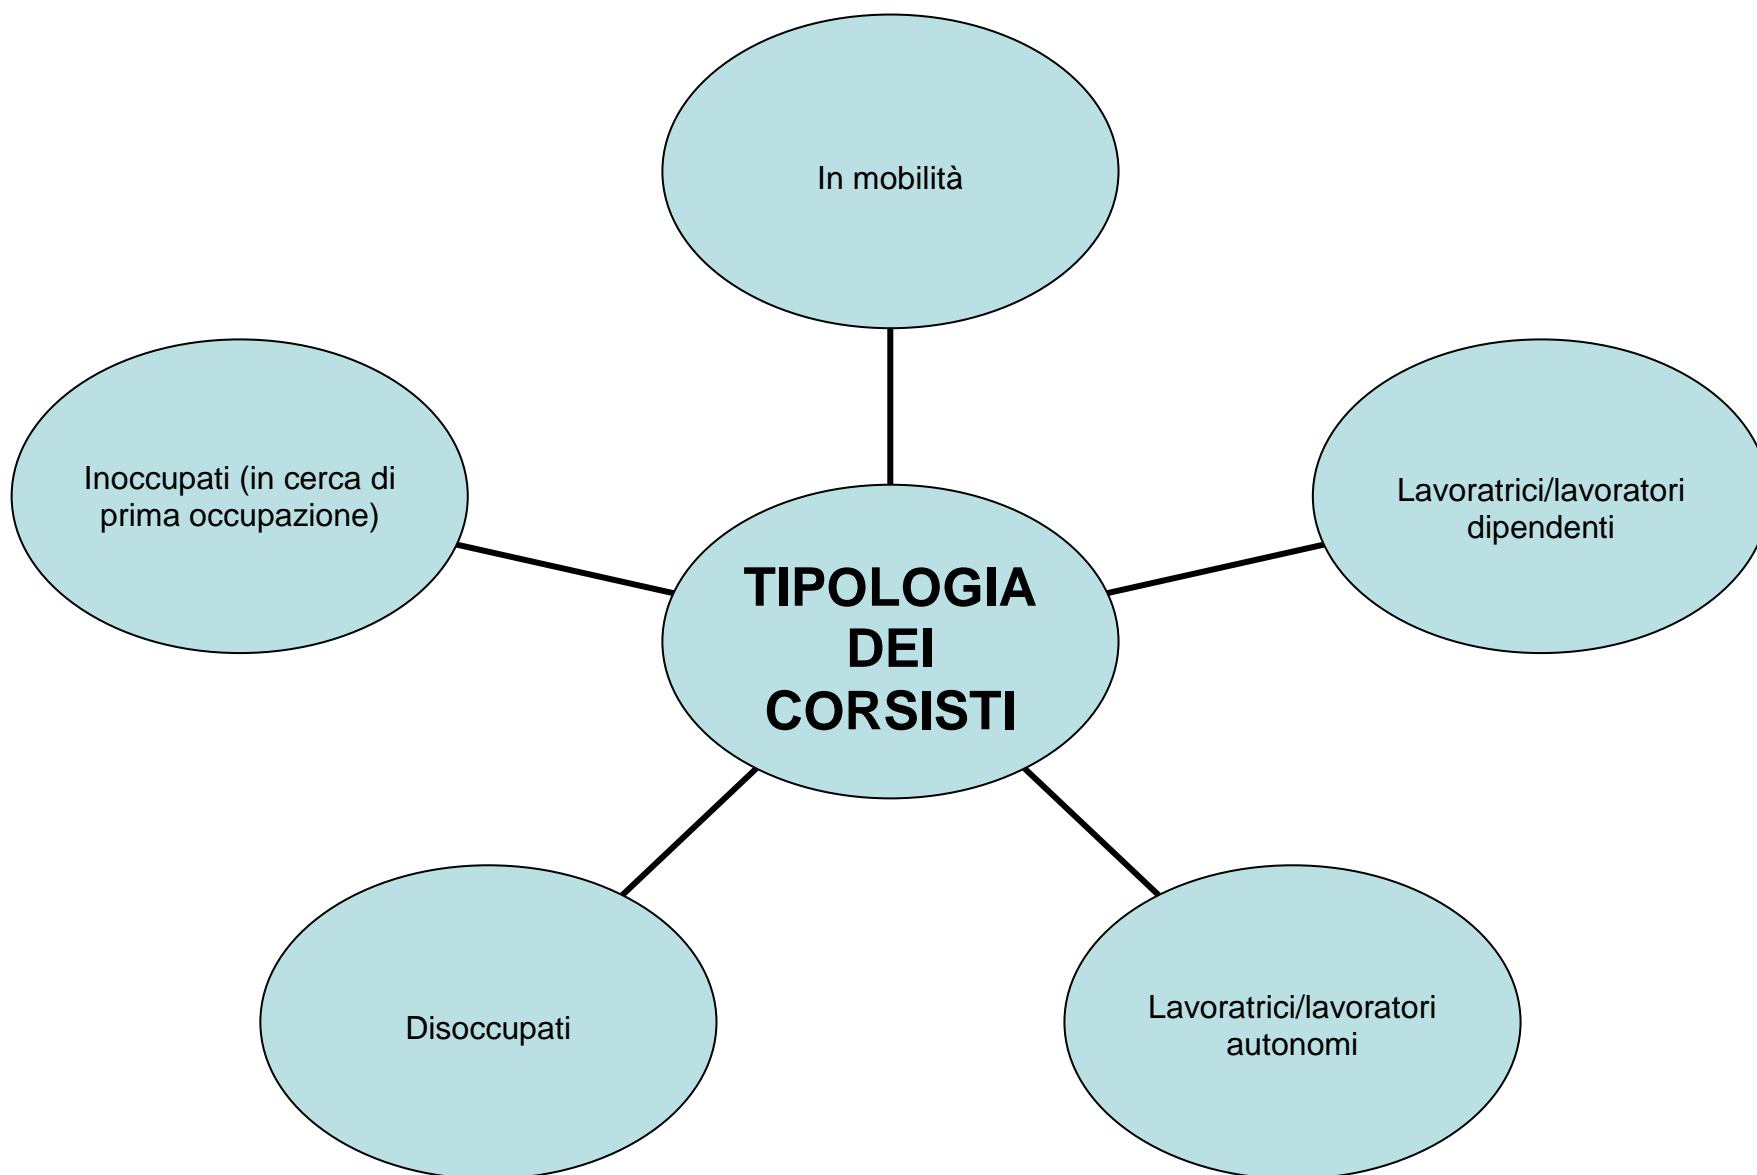 In mobilità
Inoccupati (in cerca di
prima occupazione)
Lavoratrici/lavoratori
dipendenti
TIPOLOGIA
DEI
CORSISTI
Disoccupati
Lavoratrici/lavoratori
autonomi